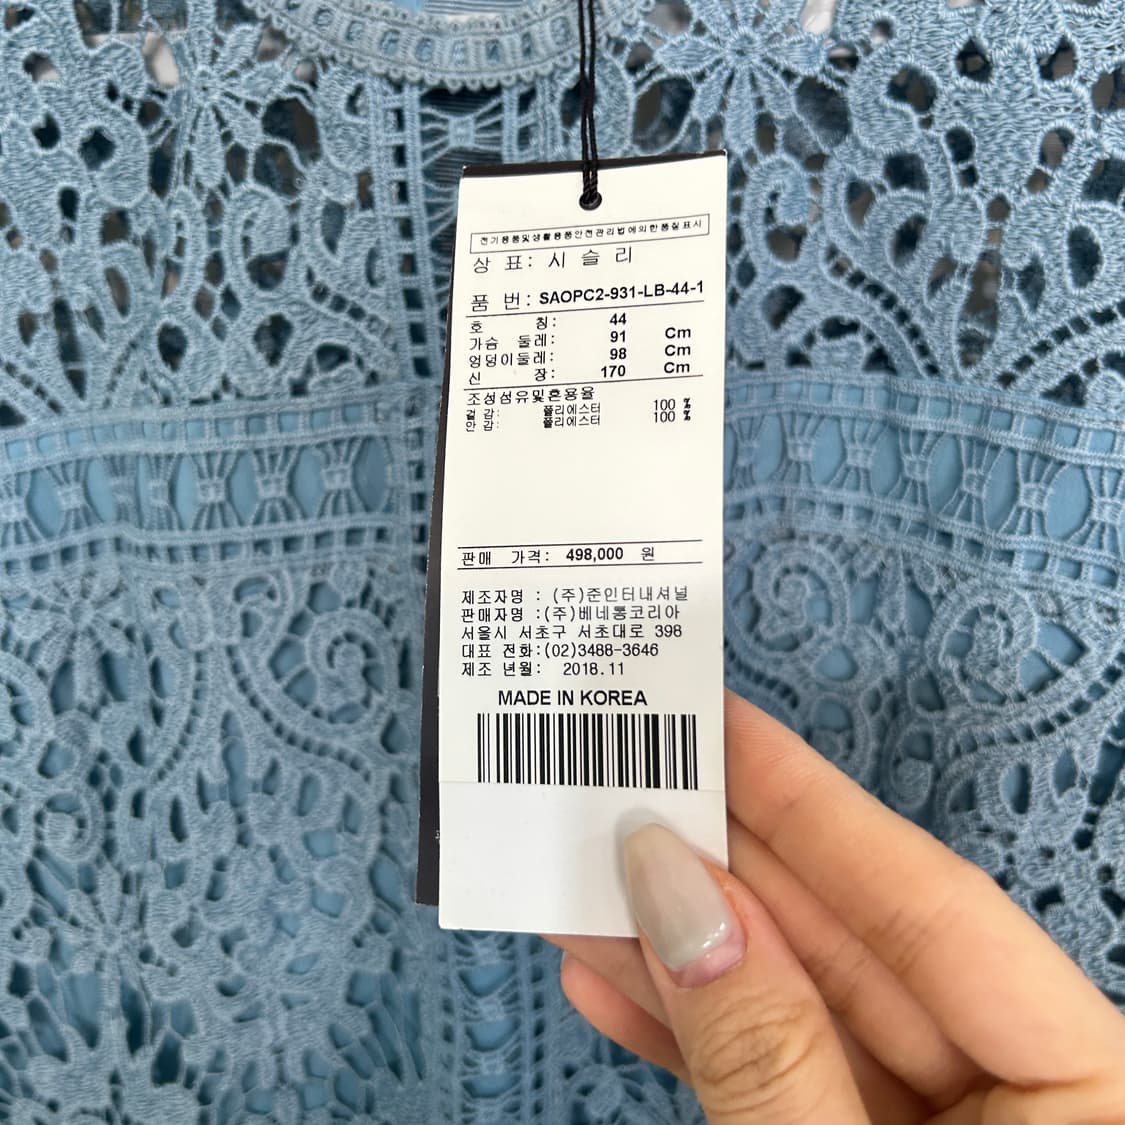 전기용품및생활용품안전관리법에의한품질표시
상 표: 시 슬 리
품 번: SAOPC2-931-LB-44-1
호 칭: 44
가슴 둘레: 91 Cm
엉덩이둘레: 98 Cm
신 장: 170 Cm
조성섬유및혼용율
겉 감: 폴리에스터 100 %
안 감: 폴리에스터 100 %
판매 가격: 498,000 원
제조자명 : (주)준인터내셔널
판매자명 :(주)베네통코리아
서울시 서초구 서초대로 398
대표 전화:(02)3488-3646
제조 년월: 2018.11
MADE IN KOREA